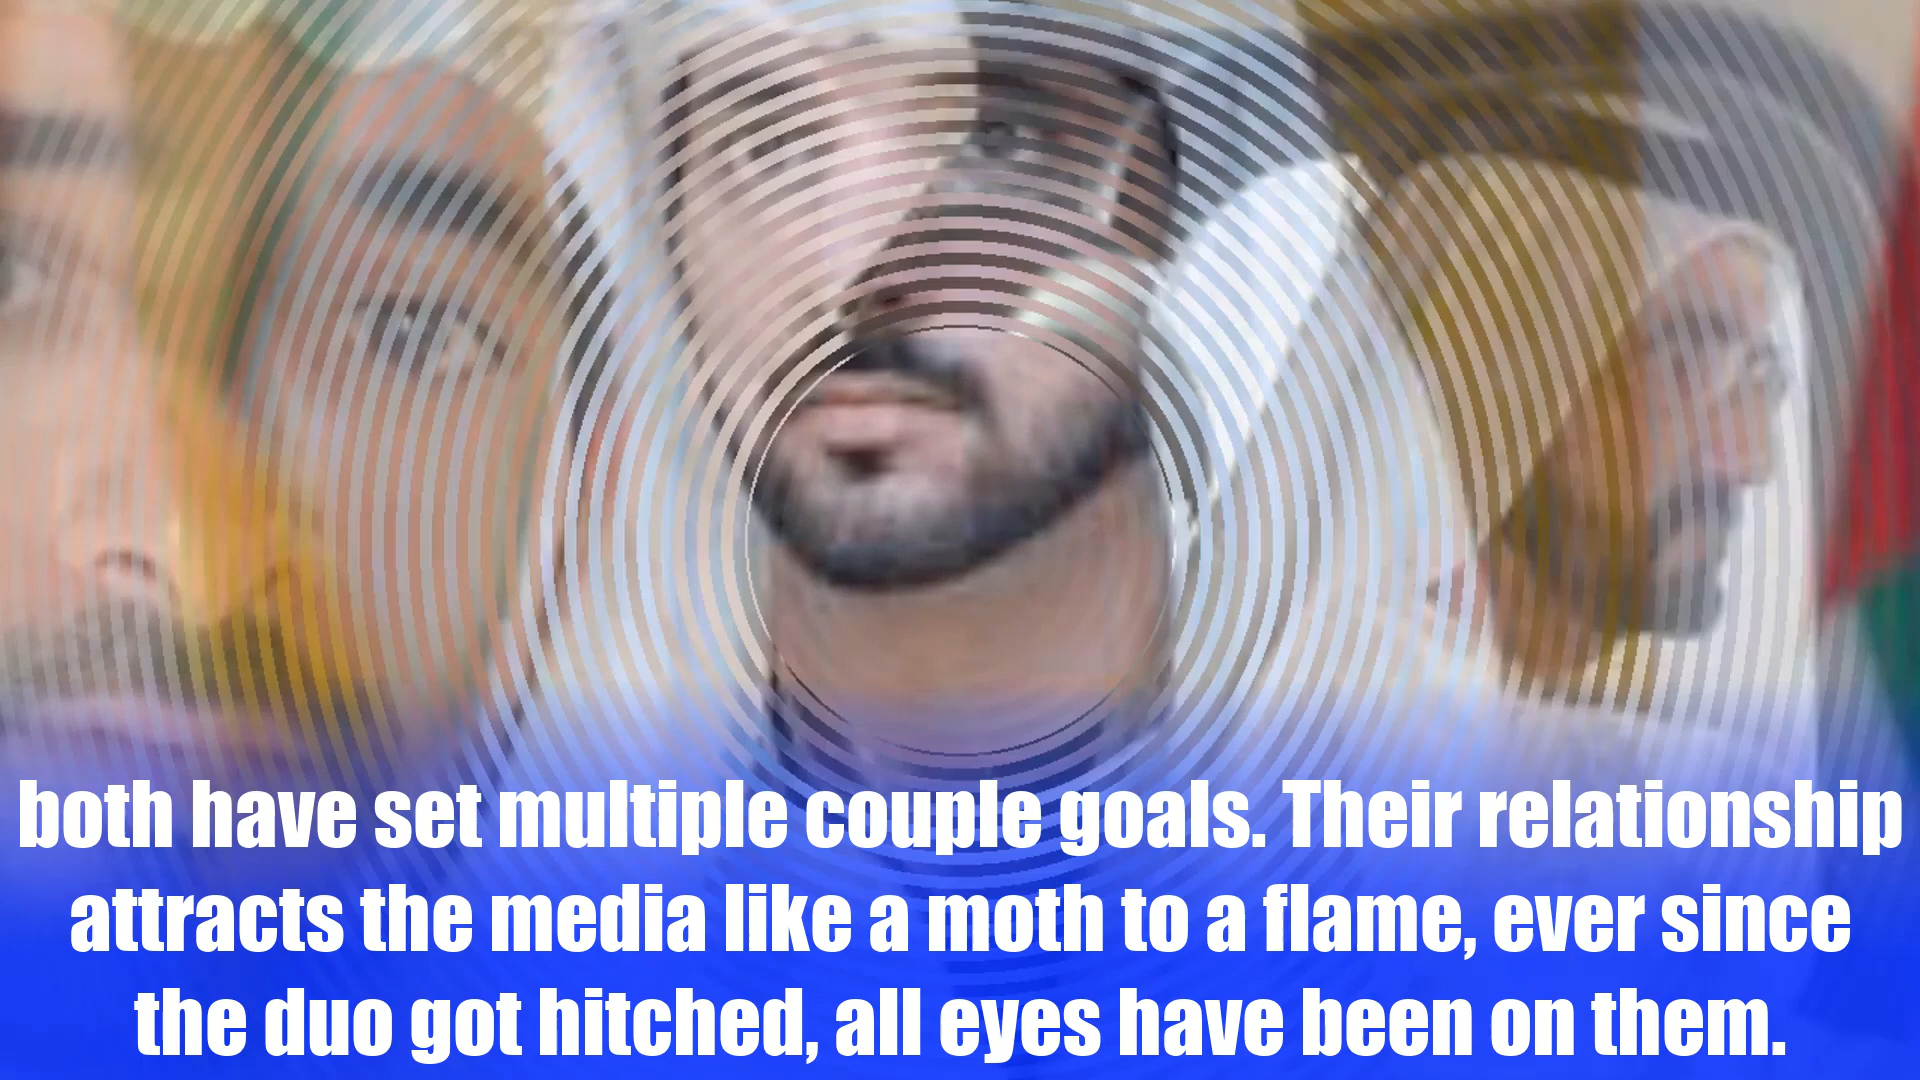 both have set multiple couple goals. Their relationship
attracts the media like a moth to a flame, ever since
the duo got hitched, all eyes have been on them.